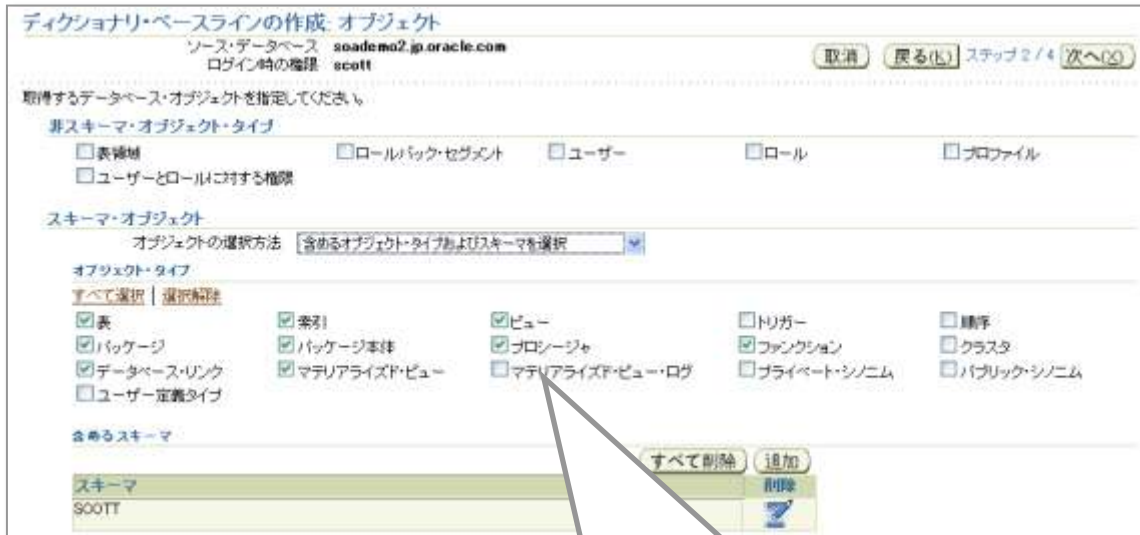 ディクショナリ・ベースラインの作成: オブジェクト
ソース・データベース soademo2.jp.oracle.com
ログイン時の権限 scott
取消 戻る(K) ステップ 2 / 4 次へ(X)
取得するデータベース・オブジェクトを指定してください。
非スキーマ・オブジェクト・タイプ
表領域 ロールバック・セグメント ユーザー ロール プロファイル
ユーザーとロールに対する権限
スキーマ・オブジェクト
オブジェクトの選択方法 含めるオブジェクト・タイプおよびスキーマを選択
オブジェクト・タイプ
すべて選択 | 選択解除
表 索引 ビュー トリガー 順序
パッケージ パッケージ本体 プロシージャ ファンクション クラスタ
データベース・リンク マテリアライズド・ビュー マテリアライズド・ビュー・ログ プライベート・シノニム パブリック・シノニム
ユーザー定義タイプ
含めるスキーマ
すべて削除 追加
スキーマ 削除
SCOTT